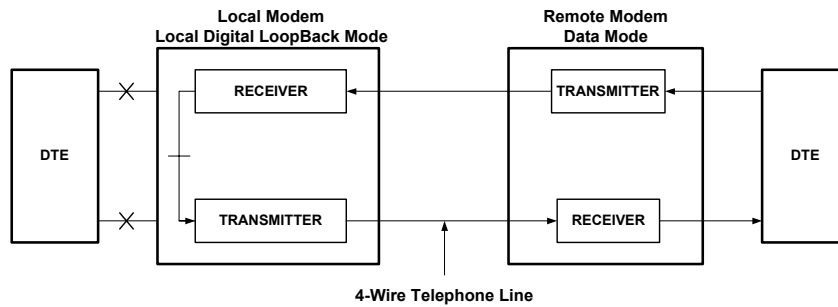 Local Modem
Local Digital LoopBack Mode
Remote Modem
Data Mode
DTE
RECEIVER
TRANSMITTER
TRANSMITTER
RECEIVER
DTE
4-Wire Telephone Line